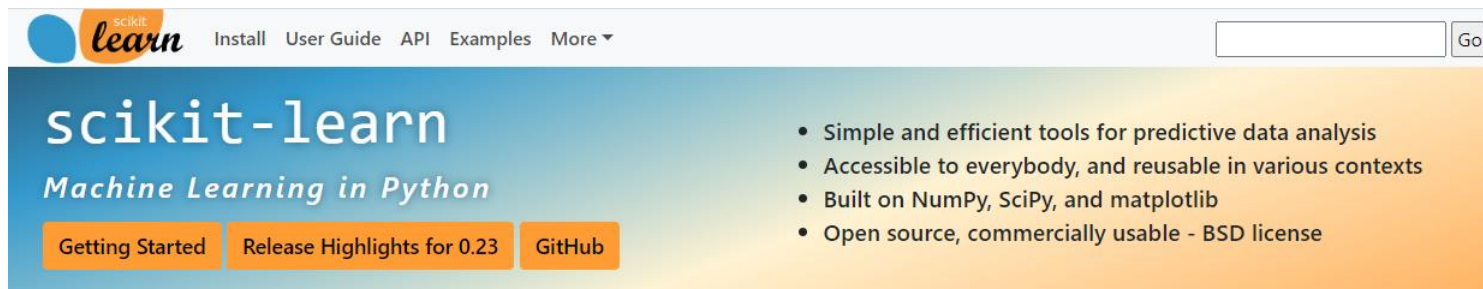 scikit
learn
Install User Guide API Examples More
Go
scikit-learn
Machine Learning in Python
Getting Started Release Highlights for 0.23 GitHub
• Simple and efficient tools for predictive data analysis
• Accessible to everybody, and reusable in various contexts
• Built on NumPy, SciPy, and matplotlib
• Open source, commercially usable - BSD license